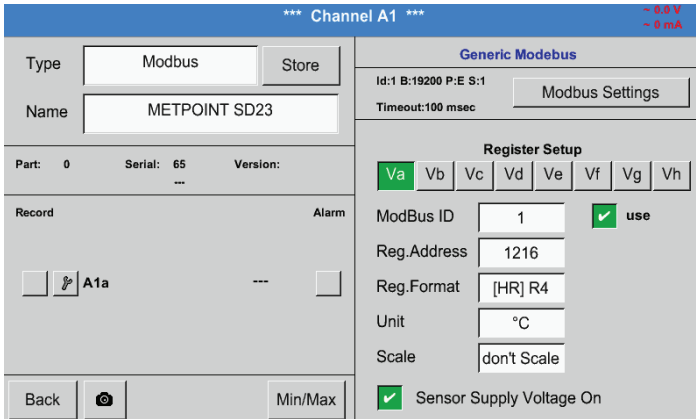 *** Channel A1 ***
~ 0.0 V
~ 0 mA
Type
Modbus
Store
Name
METPOINT SD23
Part: 0 Serial: 65 Version:
---
Record
Alarm
A1a
---
Back
Min/Max
Generic Modebus
Id:1 B:19200 P:E S:1
Timeout:100 msec
Modbus Settings
Register Setup
Va Vb Vc Vd Ve Vf Vg Vh
ModBus ID 1 use
Reg.Address 1216
Reg.Format [HR] R4
Unit °C
Scale don't Scale
Sensor Supply Voltage On